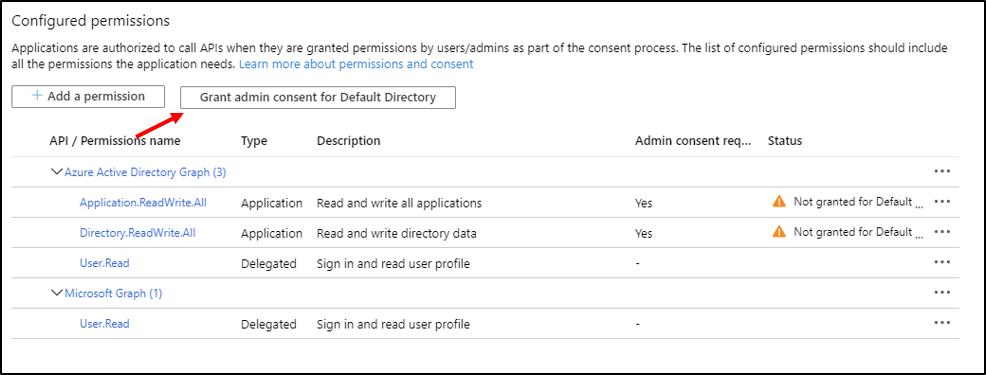 Configured permissions
Applications are authorized to call APIs when they are granted permissions by users/admins as part of the consent process. The list of configured permissions should include
all the permissions the application needs. Learn more about permissions and consent
+ Add a permission Grant admin consent for Default Directory
API / Permissions name Type Description Admin consent req... Status
Azure Active Directory Graph (3) ...
Application.ReadWrite.All Application Read and write all applications Yes Not granted for Default ... ...
Directory.ReadWrite.All Application Read and write directory data Yes Not granted for Default ... ...
User.Read Delegated Sign in and read user profile - ...
Microsoft Graph (1) ...
User.Read Delegated Sign in and read user profile - ...